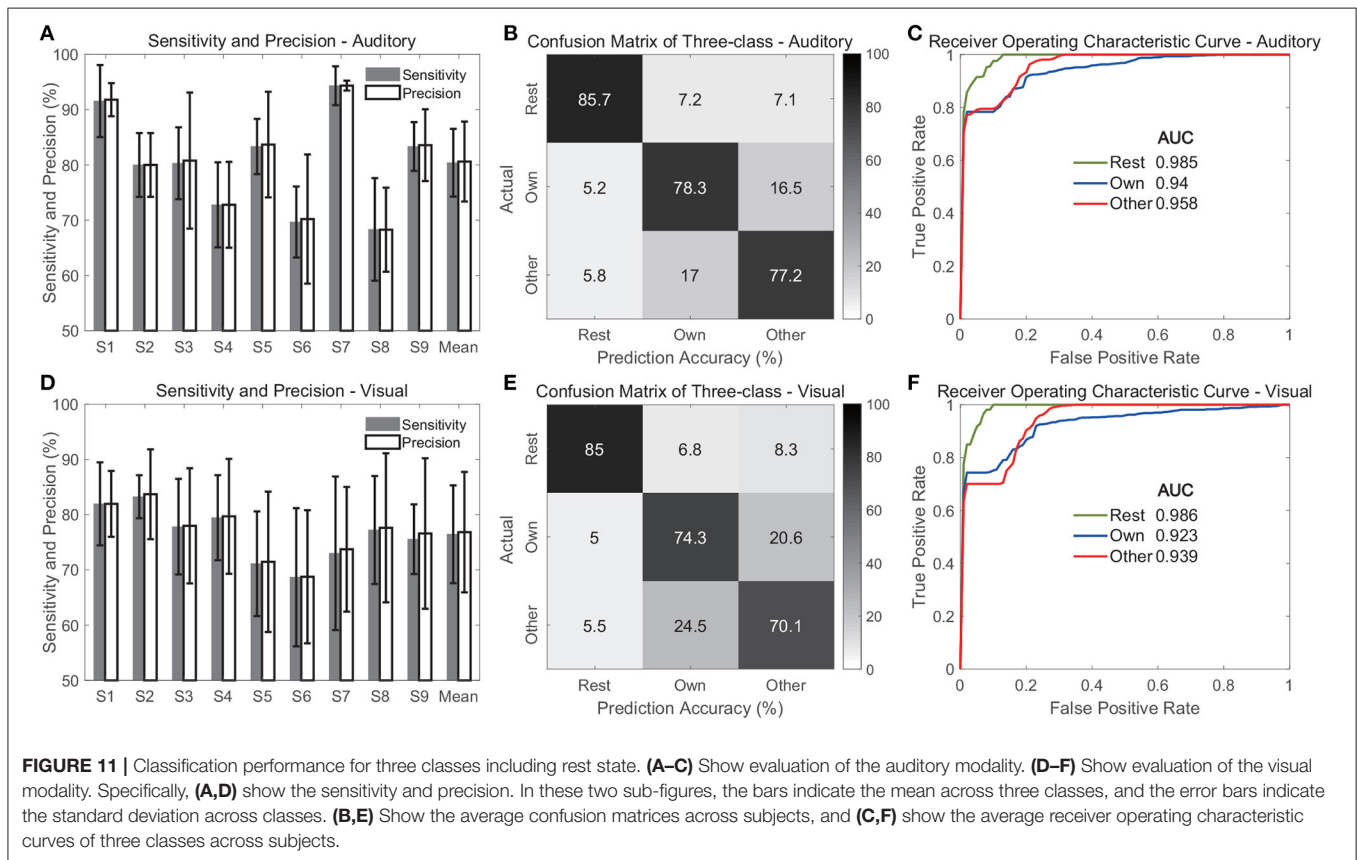 A
Sensitivity and Precision - Auditory
Sensitivity and Precision (%)
100
90
80
70
60
50
Sensitivity
Precision
S1 S2 S3 S4 S5 S6 S7 S8 S9 Mean
B
Confusion Matrix of Three-class - Auditory
Actual
Rest
Own
Other
85.7 7.2 7.1
5.2 78.3 16.5
5.8 17 77.2
Rest Own Other
Prediction Accuracy (%)
100
80
60
40
20
0
C
Receiver Operating Characteristic Curve - Auditory
True Positive Rate
1
0.8
0.6
0.4
0.2
0
AUC
Rest 0.985
Own 0.94
Other 0.958
0 0.2 0.4 0.6 0.8 1
False Positive Rate
D
Sensitivity and Precision - Visual
Sensitivity and Precision (%)
100
90
80
70
60
50
Sensitivity
Precision
S1 S2 S3 S4 S5 S6 S7 S8 S9 Mean
E
Confusion Matrix of Three-class - Visual
Actual
Rest
Own
Other
85 6.8 8.3
5 74.3 20.6
5.5 24.5 70.1
Rest Own Other
Prediction Accuracy (%)
100
80
60
40
20
0
F
Receiver Operating Characteristic Curve - Visual
True Positive Rate
1
0.8
0.6
0.4
0.2
0
AUC
Rest 0.986
Own 0.923
Other 0.939
0 0.2 0.4 0.6 0.8 1
False Positive Rate
FIGURE 11 | Classification performance for three classes including rest state. (A–C) Show evaluation of the auditory modality. (D–F) Show evaluation of the visual
modality. Specifically, (A,D) show the sensitivity and precision. In these two sub-figures, the bars indicate the mean across three classes, and the error bars indicate
the standard deviation across classes. (B,E) Show the average confusion matrices across subjects, and (C,F) show the average receiver operating characteristic
curves of three classes across subjects.